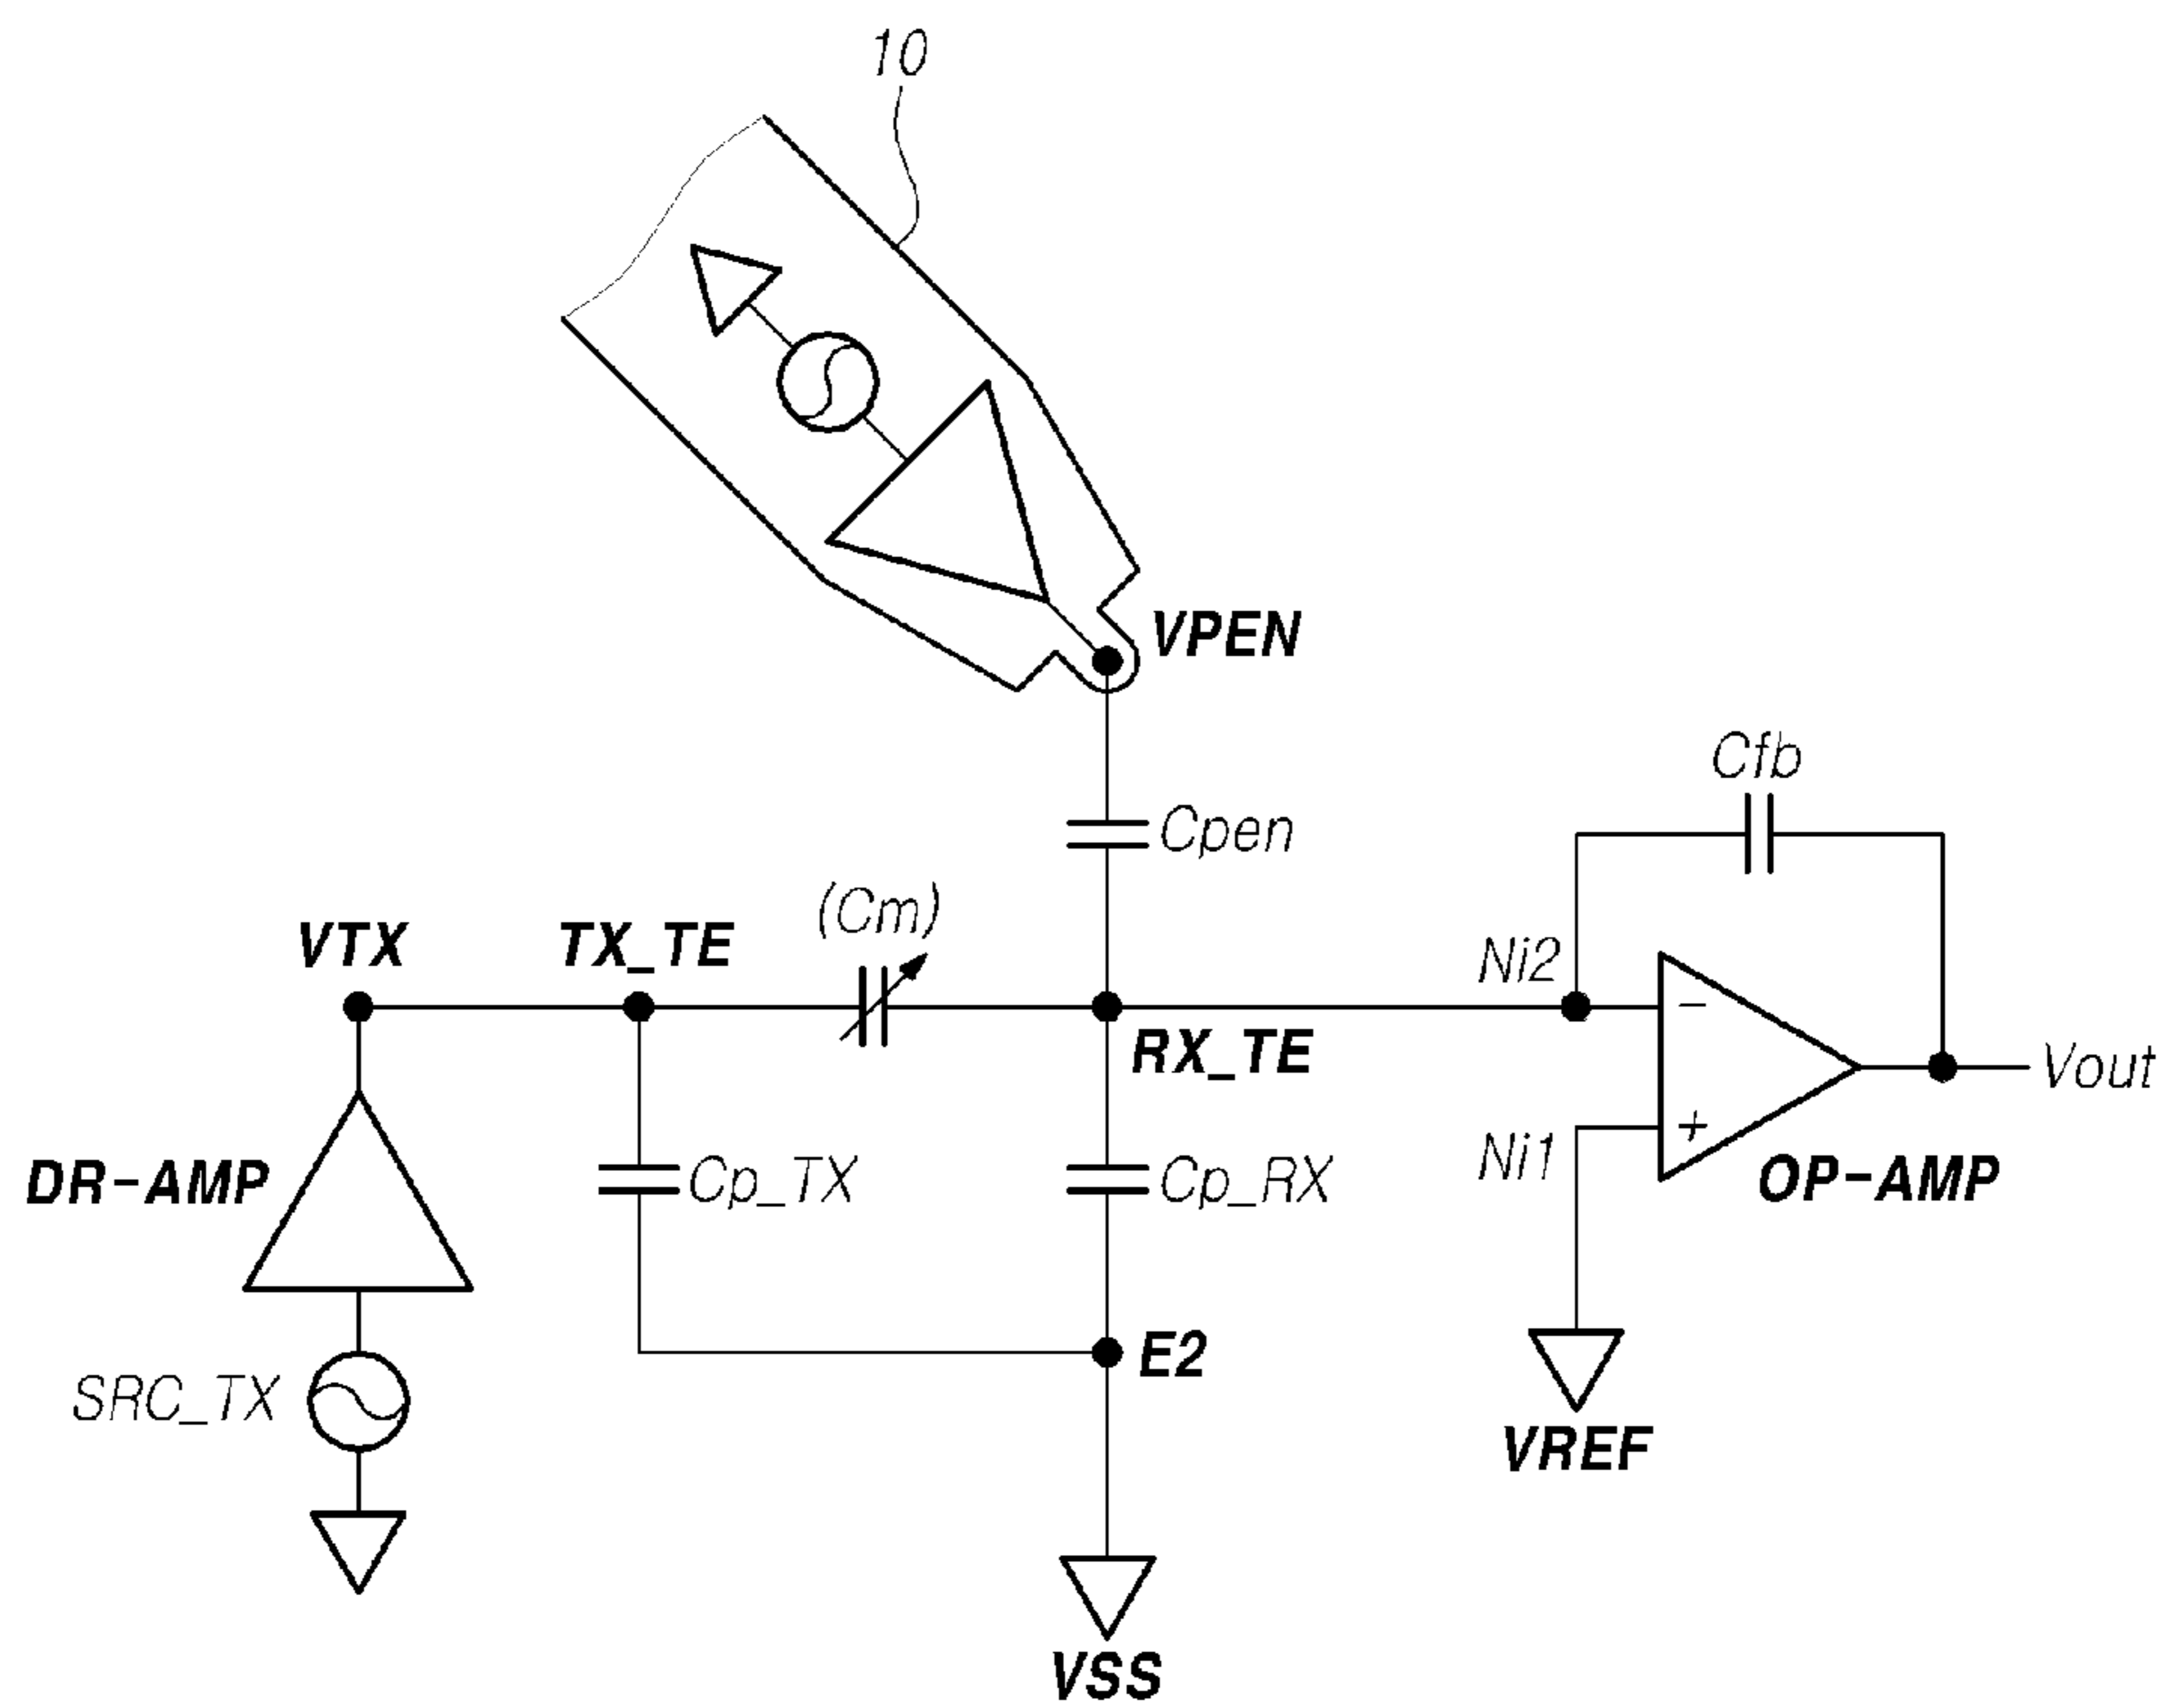 10
VPEN
Cfb
Cpen
(Cm)
VTX
TX_TE
Ni2
−
RX_TE
Vout
DR-AMP
Cp_TX
Cp_RX
Ni1
+
OP-AMP
E2
SRC_TX
VREF
VSS